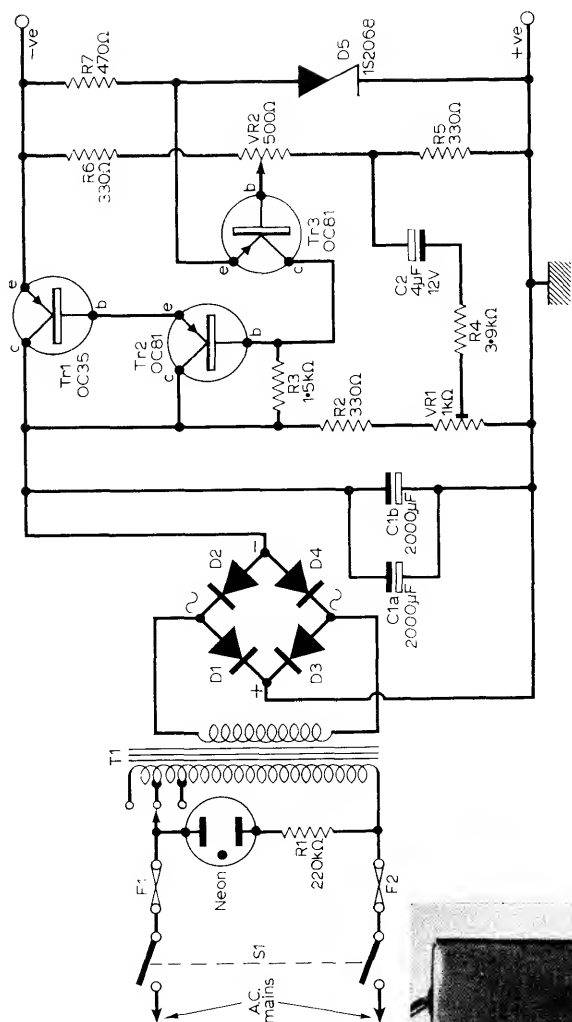 A.C.
mains
S1
F1
F2
Neon
R1
220kΩ
T1
D1
D2
D3
D4
+
-
C1a
2000µF
C1b
2000µF
Tr1
OC35
c
e
b
Tr2
OC81
c
e
b
R3
1·5kΩ
R2
330Ω
VR1
1kΩ
R4
3·9kΩ
C2
4µF
12V
Tr3
OC81
e
c
b
R6
330Ω
VR2
500Ω
R5
330Ω
R7
470Ω
D5
1S2068
-ve
+ve